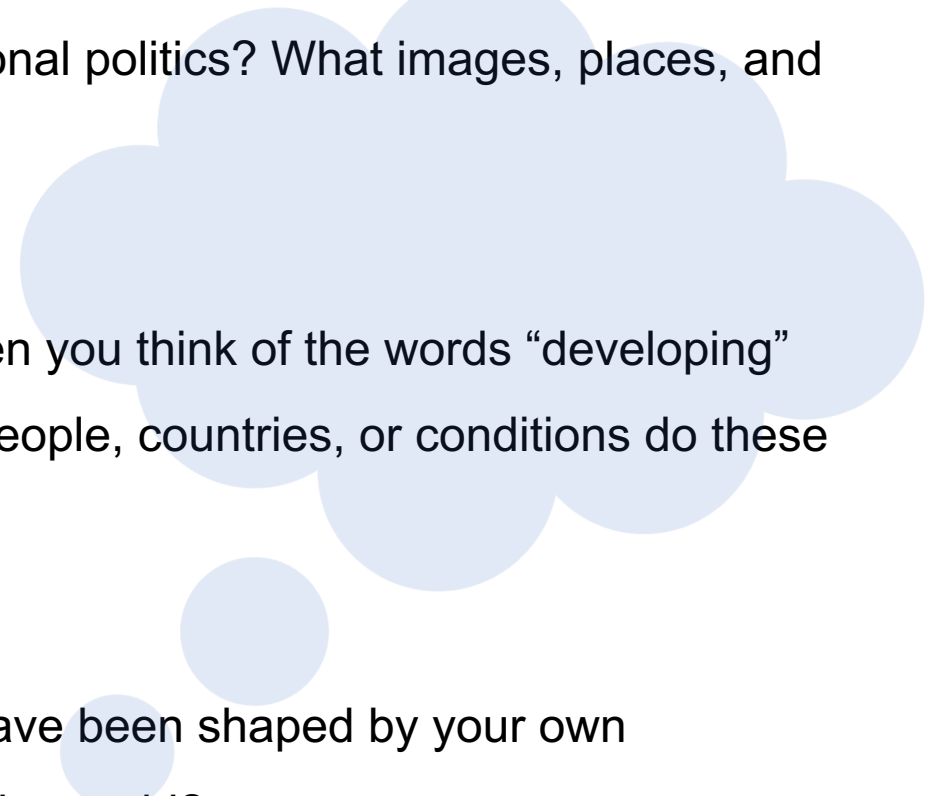 onal politics? What images, places, and
en you think of the words “developing”
eople, countries, or conditions do these
ave been shaped by your own